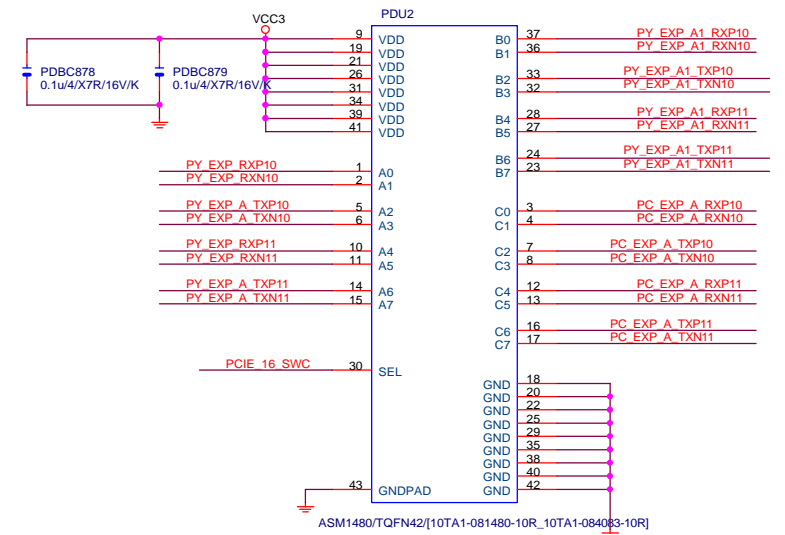 PDU2
VCC3
9 VDD
19 VDD
21 VDD
26 VDD
31 VDD
34 VDD
39 VDD
41 VDD
PDBC878
0.1u/4/X7R/16V/K
PDBC879
0.1u/4/X7R/16V/K
PY_EXP_RXP10 1 A0
PY_EXP_RXN10 2 A1
PY_EXP_A_TXP10 5 A2
PY_EXP_A_TXN10 6 A3
PY_EXP_RXP11 10 A4
PY_EXP_RXN11 11 A5
PY_EXP_A_TXP11 14 A6
PY_EXP_A_TXN11 15 A7
PCIE_16_SWC 30 SEL
43 GNDPAD
B0 37 PY_EXP_A1_RXP10
B1 36 PY_EXP_A1_RXN10
B2 33 PY_EXP_A1_TXP10
B3 32 PY_EXP_A1_TXN10
B4 28 PY_EXP_A1_RXP11
B5 27 PY_EXP_A1_RXN11
B6 24 PY_EXP_A1_TXP11
B7 23 PY_EXP_A1_TXN11
C0 3 PC_EXP_A_RXP10
C1 4 PC_EXP_A_RXN10
C2 7 PC_EXP_A_TXP10
C3 8 PC_EXP_A_TXN10
C4 12 PC_EXP_A_RXP11
C5 13 PC_EXP_A_RXN11
C6 16 PC_EXP_A_TXP11
C7 17 PC_EXP_A_TXN11
GND 18
GND 20
GND 22
GND 25
GND 29
GND 35
GND 38
GND 40
GND 42
ASM1480/TQFN42/[10TA1-081480-10R_10TA1-084083-10R]